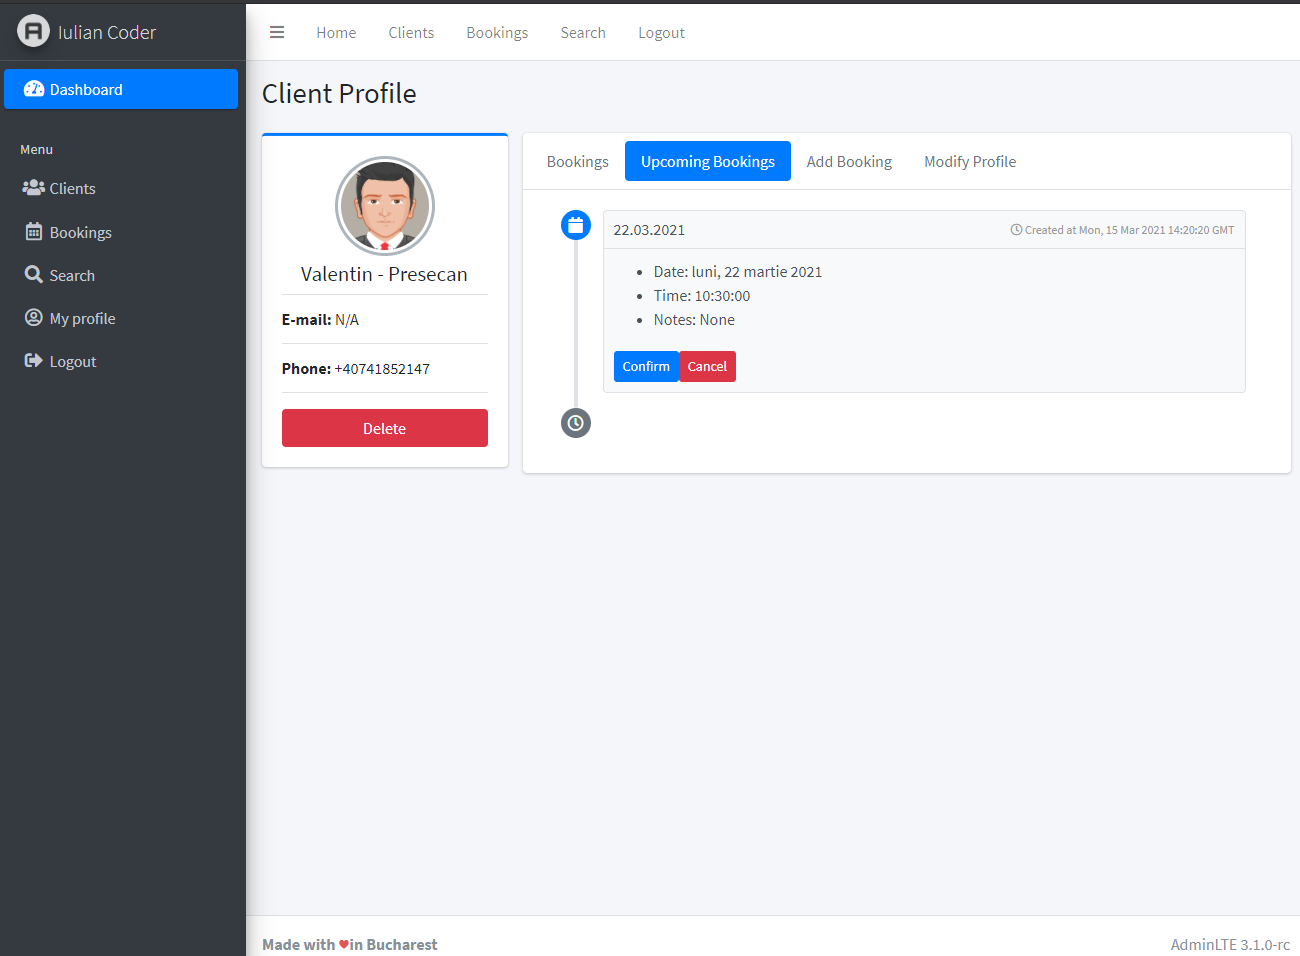 Iulian Coder
Home Clients Bookings Search Logout
Dashboard
Menu
Clients
Bookings
Search
My profile
Logout
Client Profile
Valentin - Presecan
E-mail: N/A
Phone: +40741852147
Delete
Bookings Upcoming Bookings Add Booking Modify Profile
22.03.2021 Created at Mon, 15 Mar 2021 14:20:20 GMT
Date: luni, 22 martie 2021
Time: 10:30:00
Notes: None
Confirm Cancel
Made with ♥in Bucharest AdminLTE 3.1.0-rc